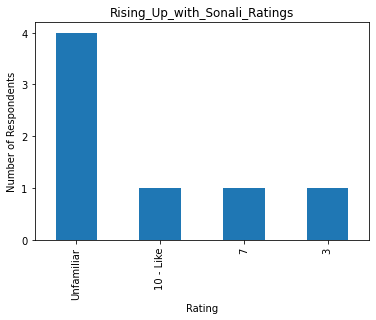 Rising_Up_with_Sonali_Ratings
Number of Respondents
4
3
2
1
0
Unfamiliar
10 - Like
7
3
Rating